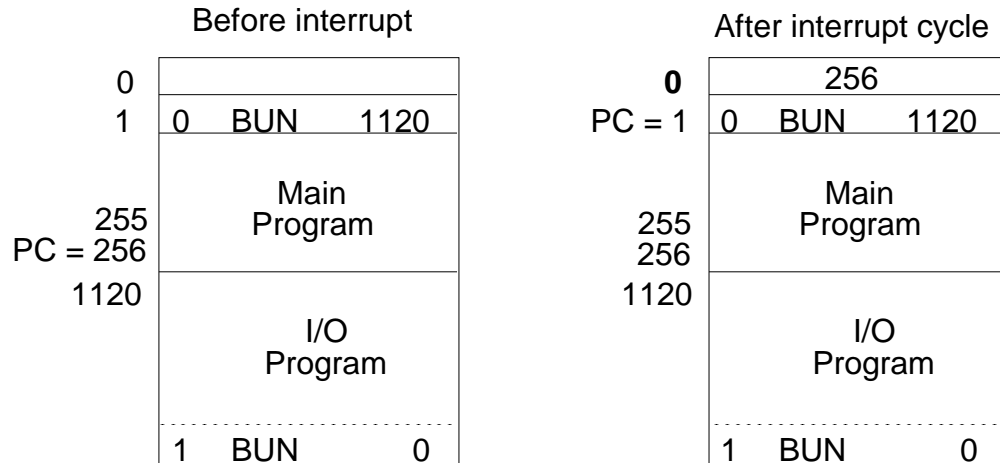 Before interrupt
0
1 0 BUN 1120
Main
Program
255
PC = 256
1120
I/O
Program
1 BUN 0
After interrupt cycle
0 256
PC = 1 0 BUN 1120
Main
Program
255
256
1120
I/O
Program
1 BUN 0